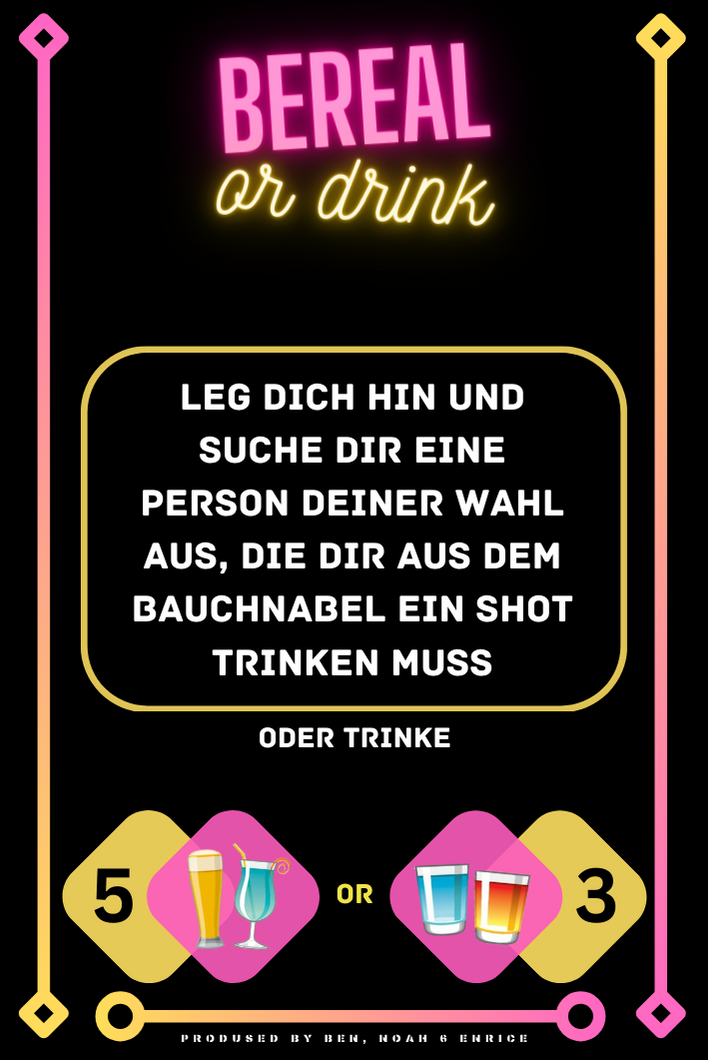 BEREAL
or drink
LEG DICH HIN UND
SUCHE DIR EINE
PERSON DEINER WAHL
AUS, DIE DIR AUS DEM
BAUCHNABEL EIN SHOT
TRINKEN MUSS
ODER TRINKE
5 OR 3
PRODUSED BY BEN, NOAH & ENRICE